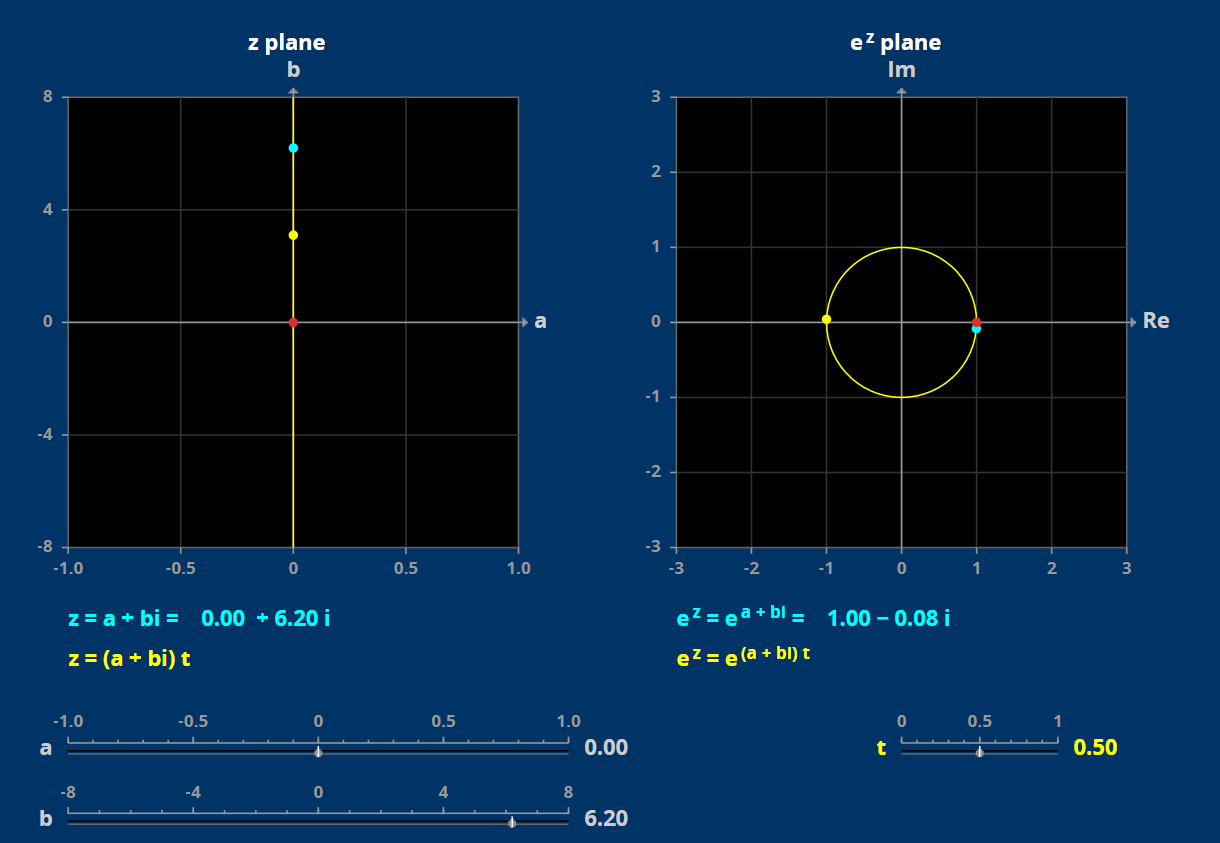 z plane
b
8
4
0
-4
-8
-1.0 -0.5 0 0.5 1.0
a
e^z plane
Im
3
2
1
0
-1
-2
-3
-3 -2 -1 0 1 2 3
Re
z = a + bi = 0.00 + 6.20 i
z = (a + bi) t
e^z = e^(a + bi) = 1.00 − 0.08 i
e^z = e^((a + bi) t)
-1.0 -0.5 0 0.5 1.0
a 0.00
-8 -4 0 4 8
b 6.20
0 0.5 1
t 0.50